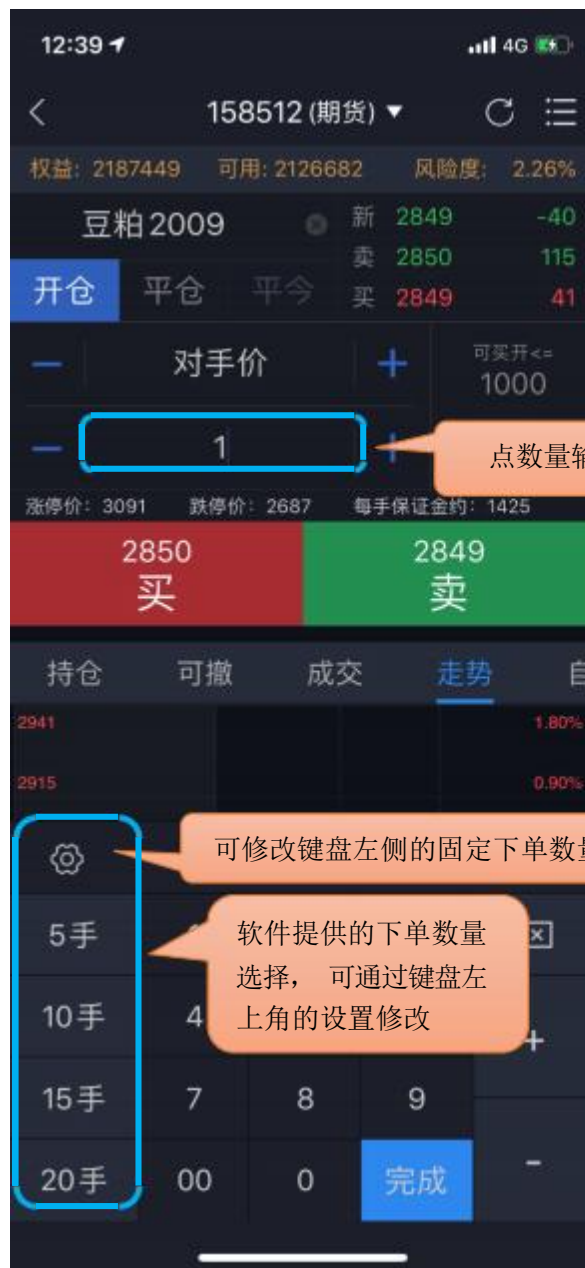 12:39
4G
158512 (期货)
权益: 2187449 可用: 2126682 风险度: 2.26%
豆粕2009 新 2849 -40
卖 2850 115
开仓 平仓 平今 买 2849 41
对手价
可买开<=
1000
1
点数量输
涨停价: 3091 跌停价: 2687 每手保证金约: 1425
2850 2849
买 卖
持仓 可撤 成交 走势 自
2941 1.80%
2915 0.90%
可修改键盘左侧的固定下单数量
软件提供的下单数量
选择, 可通过键盘左
上角的设置修改
5手
10手 4 +
15手 7 8 9
20手 00 0 完成 -